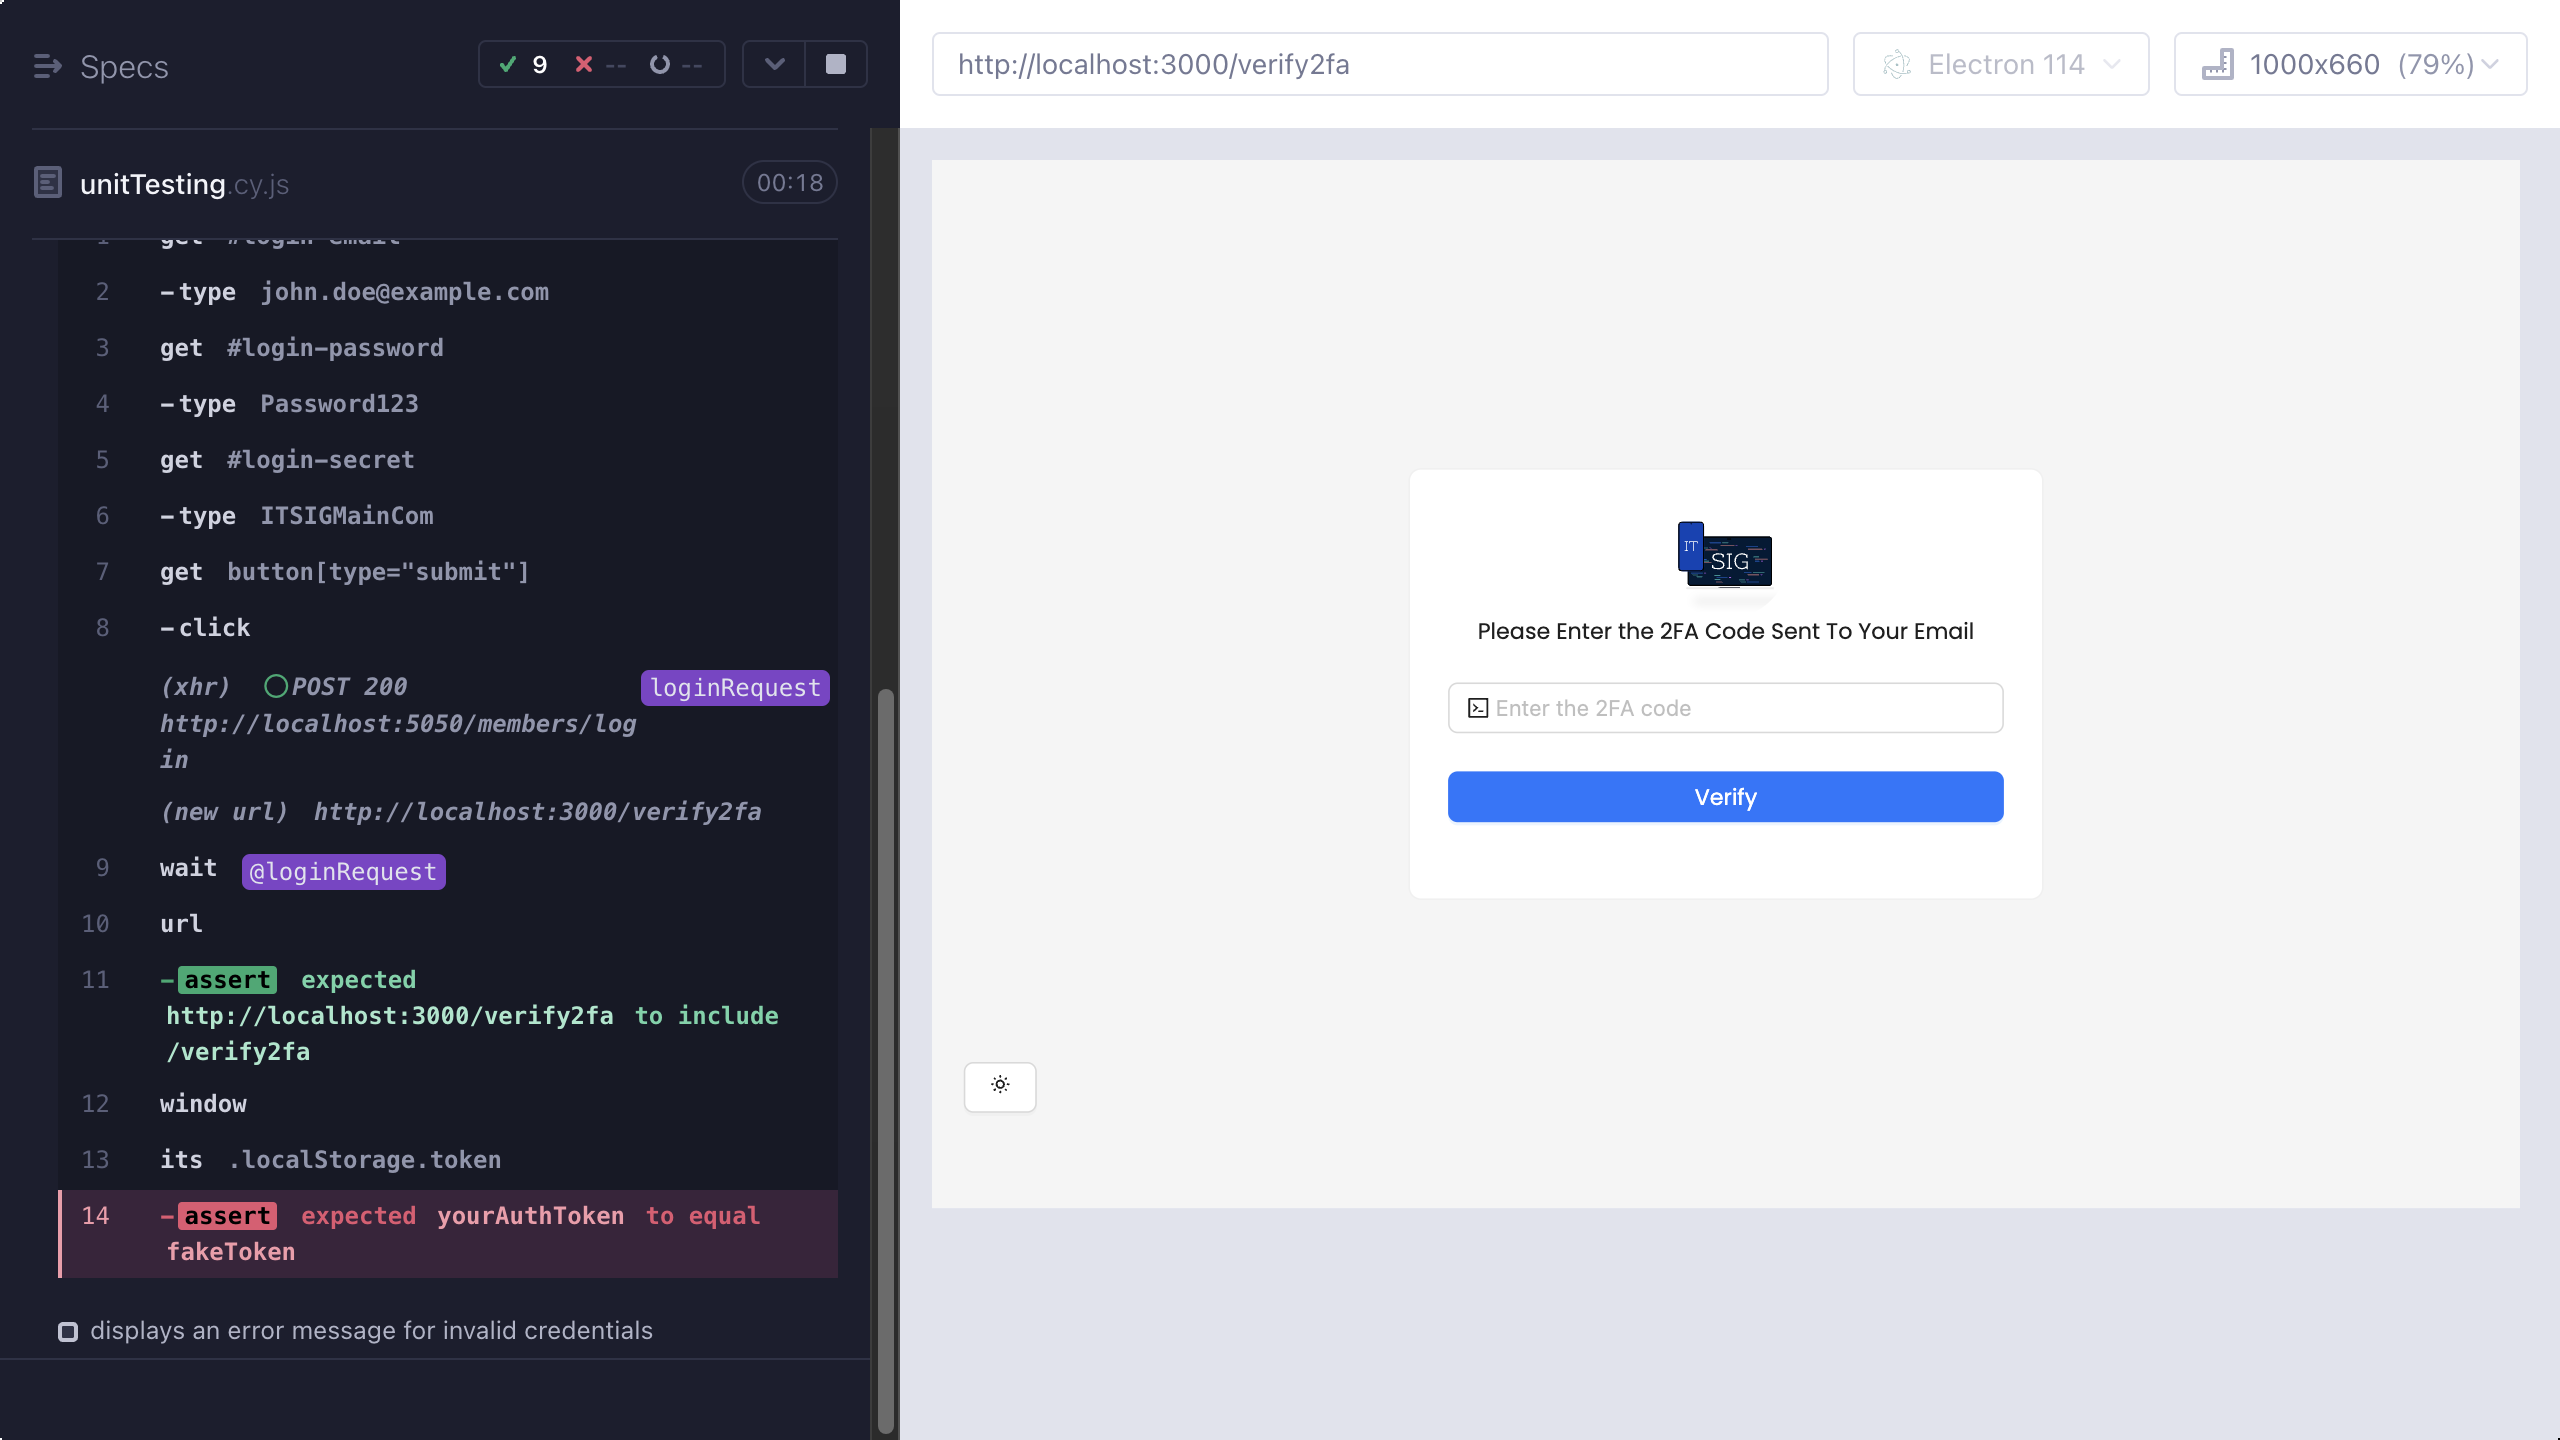 Specs
9 -- --
unitTesting.cy.js 00:18
1 get #login-email
2 -type john.doe@example.com
3 get #login-password
4 -type Password123
5 get #login-secret
6 -type ITSIGMainCom
7 get button[type="submit"]
8 -click
(xhr) POST 200 loginRequest
http://localhost:5050/members/log
in
(new url) http://localhost:3000/verify2fa
9 wait @loginRequest
10 url
11 -assert expected
http://localhost:3000/verify2fa to include
/verify2fa
12 window
13 its .localStorage.token
14 -assert expected yourAuthToken to equal
fakeToken
displays an error message for invalid credentials
http://localhost:3000/verify2fa Electron 114 1000x660 (79%)
IT
SIG
Please Enter the 2FA Code Sent To Your Email
Enter the 2FA code
Verify